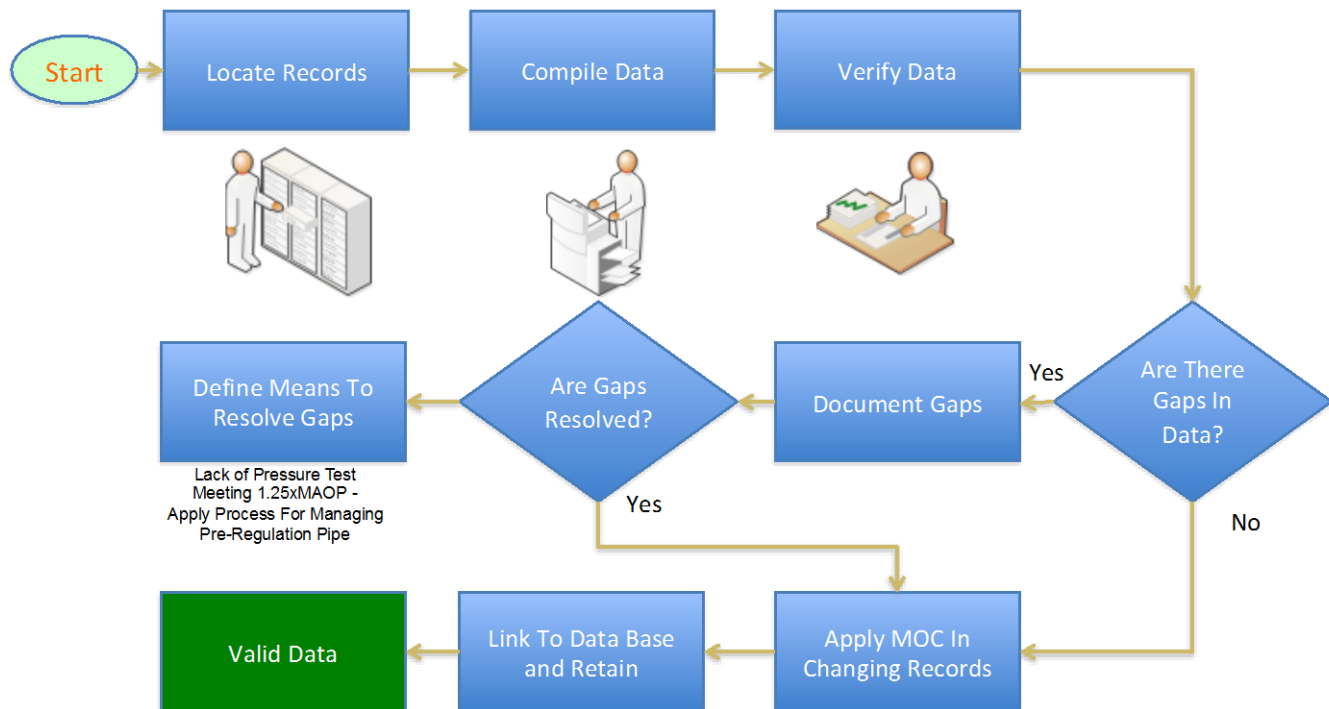 Start
Locate Records
Compile Data
Verify Data
Define Means To
Resolve Gaps
Are Gaps
Resolved?
Document Gaps
Yes
Are There
Gaps In
Data?
Lack of Pressure Test
Meeting 1.25xMAOP -
Apply Process For Managing
Pre-Regulation Pipe
Yes
No
Valid Data
Link To Data Base
and Retain
Apply MOC In
Changing Records